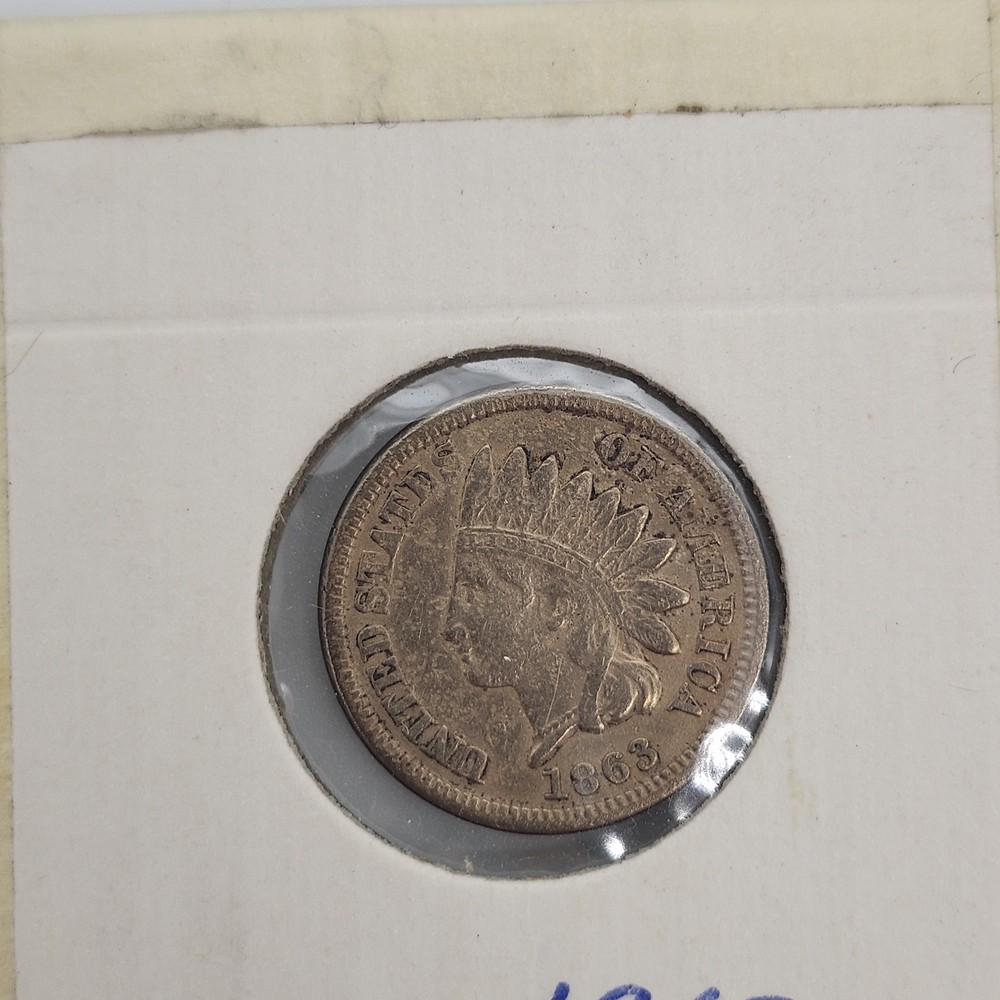 UNITED STATES OF AMERICA
1863